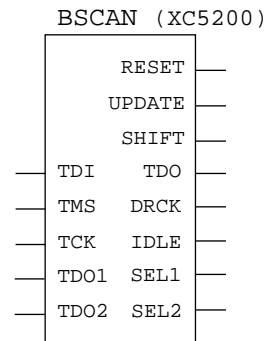 BSCAN (XC5200)
RESET
UPDATE
SHIFT
TDI TDO
TMS DRCK
TCK IDLE
TDO1 SEL1
TDO2 SEL2